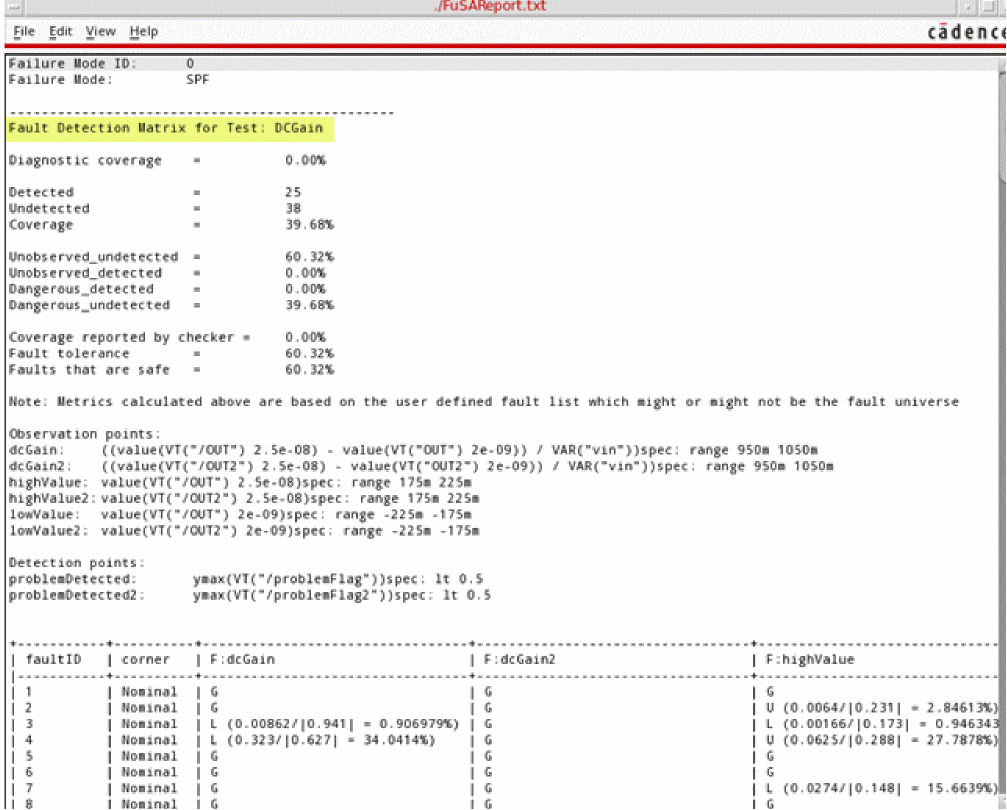 ./FuSAReport.txt
File Edit View Help
cādence
Failure Mode ID: 0
Failure Mode: SPF
------------------------------------------------
Fault Detection Matrix for Test: DCGain
Diagnostic coverage = 0.00%
Detected = 25
Undetected = 38
Coverage = 39.68%
Unobserved_undetected = 60.32%
Unobserved_detected = 0.00%
Dangerous_detected = 0.00%
Dangerous_undetected = 39.68%
Coverage reported by checker = 0.00%
Fault tolerance = 60.32%
Faults that are safe = 60.32%
Note: Metrics calculated above are based on the user defined fault list which might or might not be the fault universe
Observation points:
dcGain: ((value(VT("/OUT") 2.5e-08) - value(VT("OUT") 2e-09)) / VAR("vin"))spec: range 950m 1050m
dcGain2: ((value(VT("/OUT2") 2.5e-08) - value(VT("OUT2") 2e-09)) / VAR("vin"))spec: range 950m 1050m
highValue: value(VT("/OUT") 2.5e-08)spec: range 175m 225m
highValue2: value(VT("/OUT2") 2.5e-08)spec: range 175m 225m
lowValue: value(VT("/OUT") 2e-09)spec: range -225m -175m
lowValue2: value(VT("/OUT2") 2e-09)spec: range -225m -175m
Detection points:
problemDetected: ymax(VT("/problemFlag"))spec: lt 0.5
problemDetected2: ymax(VT("/problemFlag2"))spec: lt 0.5
| faultID | corner | F:dcGain | F:dcGain2 | F:highValue
| 1 | Nominal | G | G | G
| 2 | Nominal | G | G | U (0.0064/|0.231| = 2.84613%)
| 3 | Nominal | L (0.00862/|0.941| = 0.906979%) | G | L (0.00166/|0.173| = 0.946343
| 4 | Nominal | L (0.323/|0.627| = 34.0414%) | G | U (0.0625/|0.288| = 27.7878%)
| 5 | Nominal | G | G | G
| 6 | Nominal | G | G | G
| 7 | Nominal | G | G | L (0.0274/|0.148| = 15.6639%)
| 8 | Nominal | G | G | G